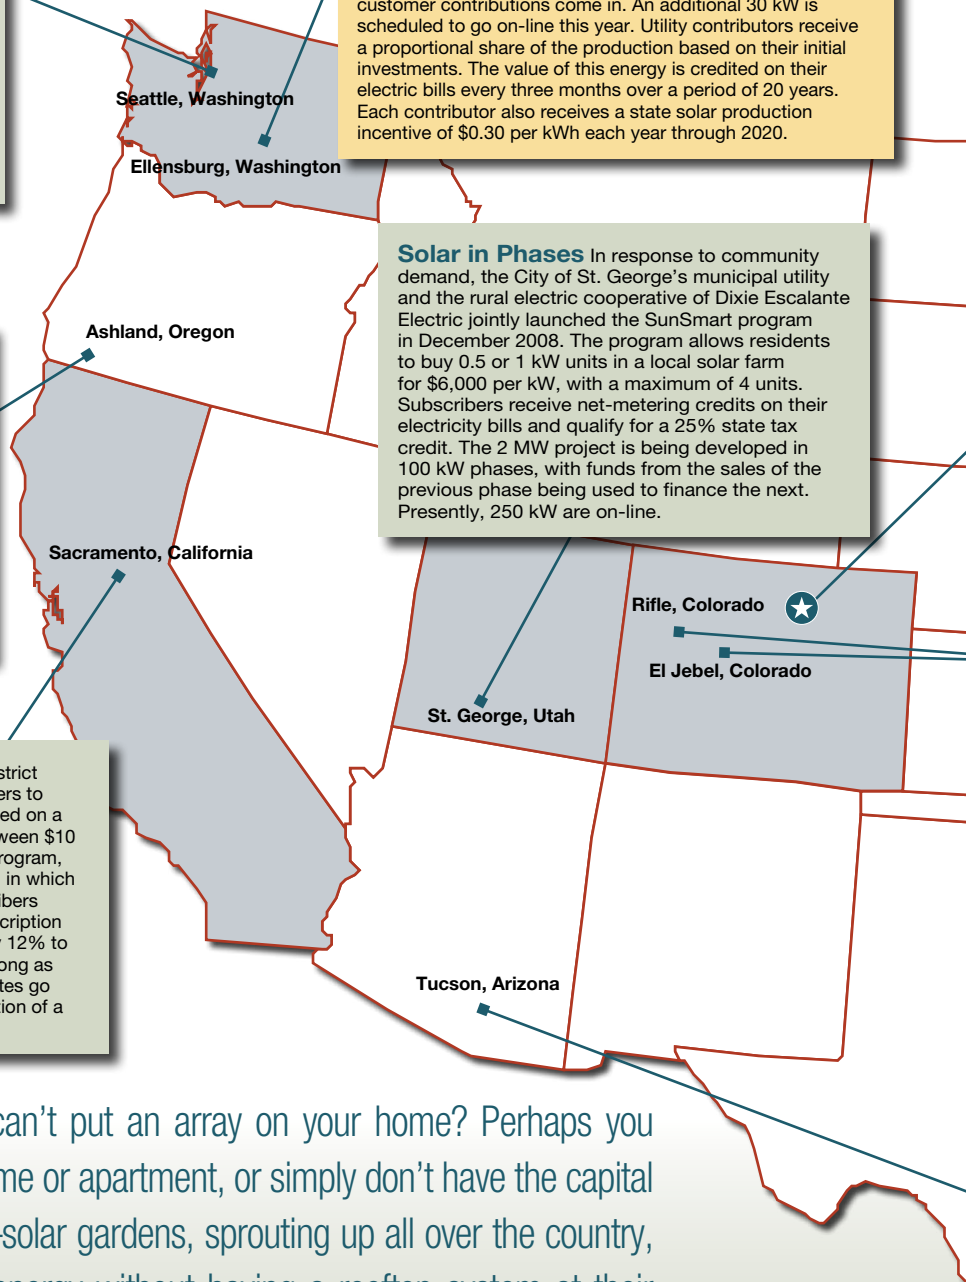 customer contributions come in. An additional 30 kW is
scheduled to go on-line this year. Utility contributors receive
a proportional share of the production based on their initial
investments. The value of this energy is credited on their
electric bills every three months over a period of 20 years.
Each contributor also receives a state solar production
incentive of $0.30 per kWh each year through 2020.
Seattle, Washington
Ellensburg, Washington
Solar in Phases In response to community
demand, the City of St. George's municipal utility
and the rural electric cooperative of Dixie Escalante
Electric jointly launched the SunSmart program
in December 2008. The program allows residents
to buy 0.5 or 1 kW units in a local solar farm
for $6,000 per kW, with a maximum of 4 units.
Subscribers receive net-metering credits on their
electricity bills and qualify for a 25% state tax
credit. The 2 MW project is being developed in
100 kW phases, with funds from the sales of the
previous phase being used to finance the next.
Presently, 250 kW are on-line.
Ashland, Oregon
Sacramento, California
Rifle, Colorado
El Jebel, Colorado
St. George, Utah
strict
ers to
ed on a
ween $10
rogram,
in which
ibers
cription
12% to
ong as
tes go
tion of a
Tucson, Arizona
can't put an array on your home? Perhaps you
me or apartment, or simply don't have the capital
-solar gardens, sprouting up all over the country,
energy without having a rooftop system at their